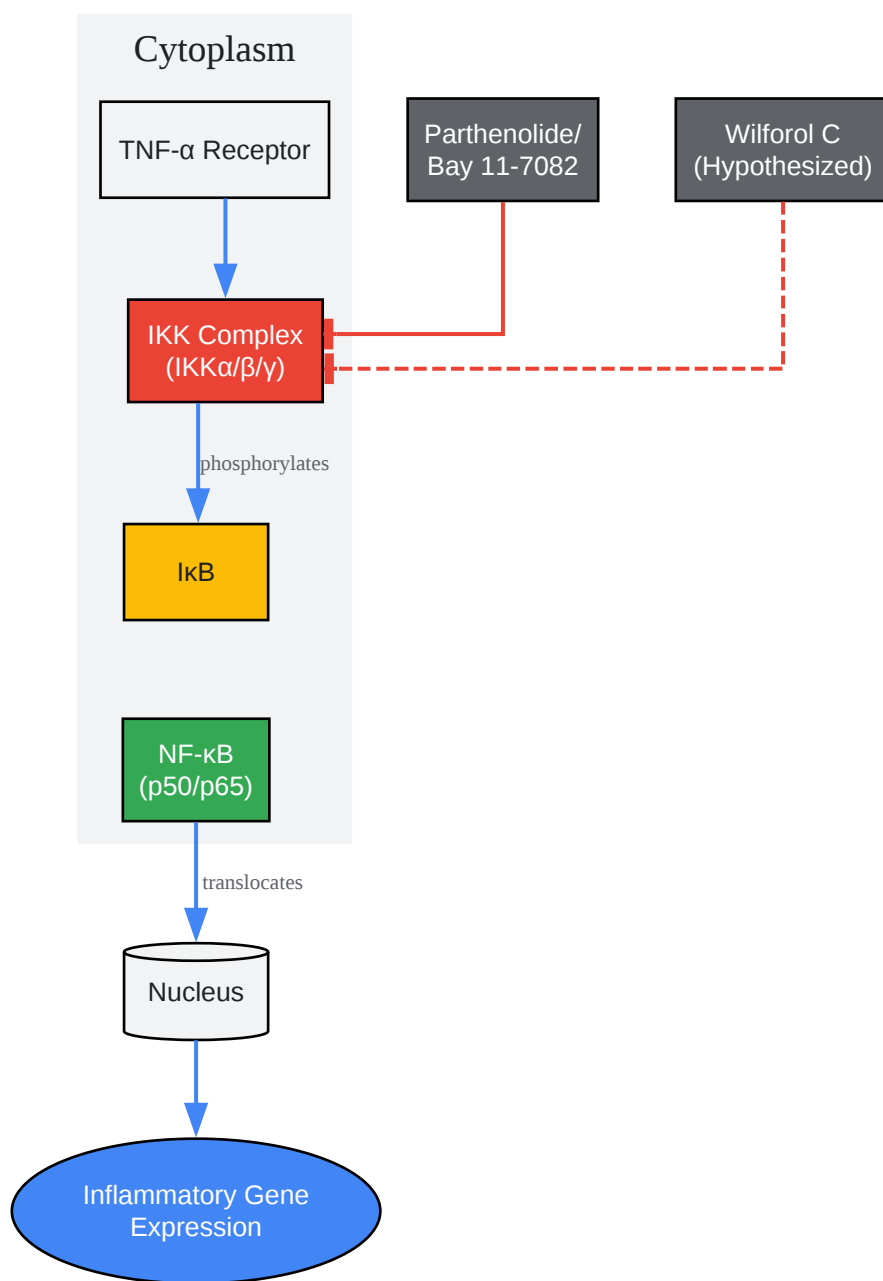 Cytoplasm
TNF-α Receptor
Parthenolide/
Bay 11-7082
Wilforol C
(Hypothesized)
IKK Complex
(IKKα/β/γ)
phosphorylates
IκB
NF-κB
(p50/p65)
translocates
Nucleus
Inflammatory Gene
Expression